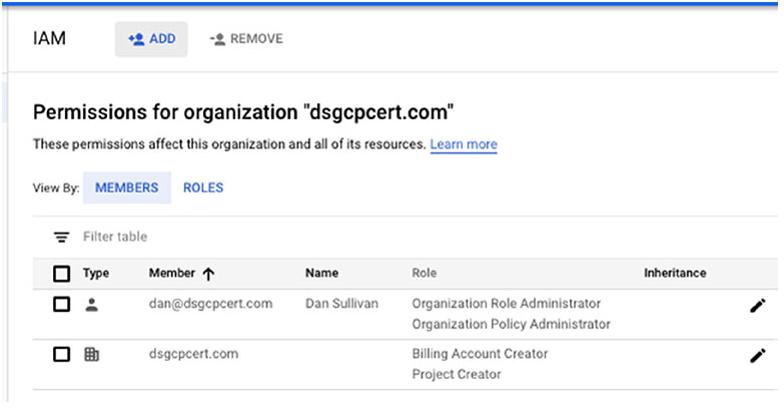 IAM ADD REMOVE
Permissions for organization "dsgcpcert.com"
These permissions affect this organization and all of its resources. Learn more
View By: MEMBERS ROLES
Filter table
Type Member Name Role Inheritance
dan@dsgcpcert.com Dan Sullivan Organization Role Administrator
Organization Policy Administrator
dsgcpcert.com Billing Account Creator
Project Creator